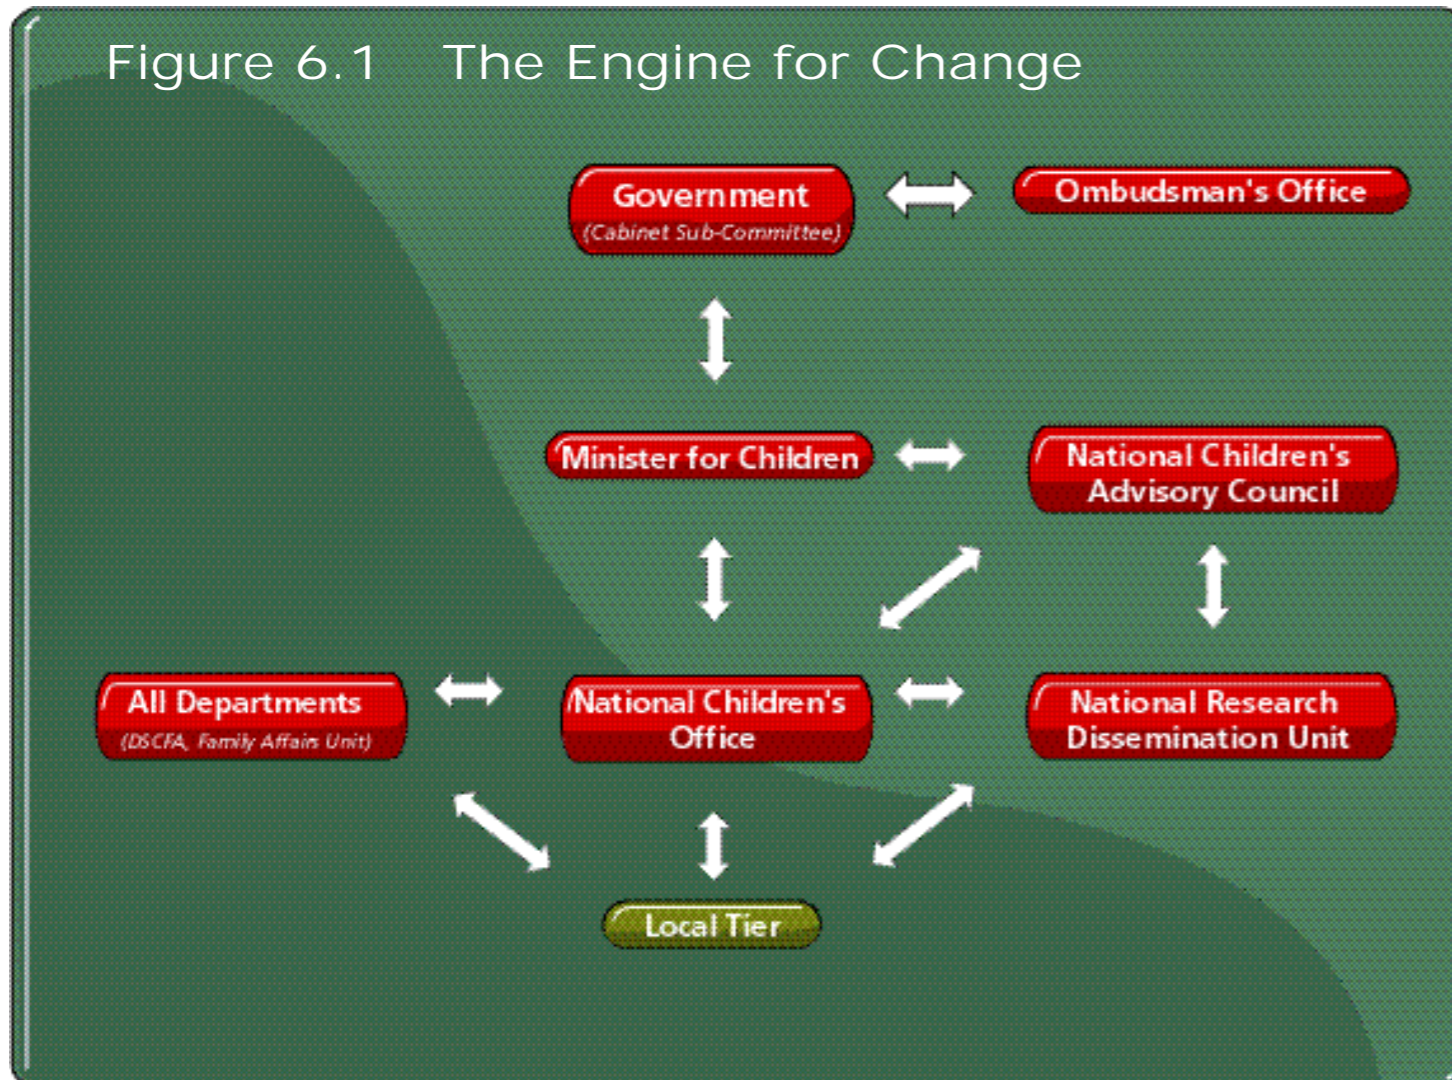 Figure 6.1 The Engine for Change
Government
(Cabinet Sub-Committee)
Ombudsman's Office
Minister for Children
National Children's
Advisory Council
All Departments
(DSCFA, Family Affairs Unit)
National Children's
Office
National Research
Dissemination Unit
Local Tier